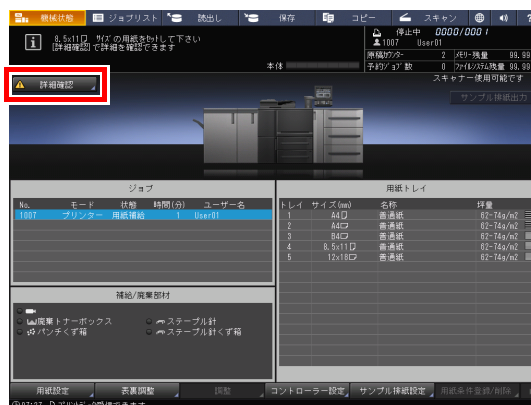 機械状態 ジョブリスト 読出し 保存 コピー スキャン
8.5x11 サイズの用紙をセットして下さい
[詳細確認]で詳細を確認できます
本体
停止中 0000/0001
1007 User01
原稿カウンター 2 メモリー残量 99.99
予約ジョブ数 0 ファイルシステム残量 99.99
スキャナー使用可能です
詳細確認
サンプル排紙出力
ジョブ
No. モード 状態 時間(分) ユーザー名
1007 プリンター 用紙補給 1 User01
用紙トレイ
トレイ サイズ(mm) 名称 坪量
1 A4 普通紙 62-74g/m2
2 A4 普通紙 62-74g/m2
3 B4 普通紙 62-74g/m2
4 8.5x11 普通紙 62-74g/m2
5 12x18 普通紙 62-74g/m2
補給/廃棄部材
廃棄トナーボックス ステープル針
パンチくず箱 ステープル針くず箱
用紙設定 表裏調整 調整 コントローラー設定 サンプル排紙設定 用紙条件登録/削除